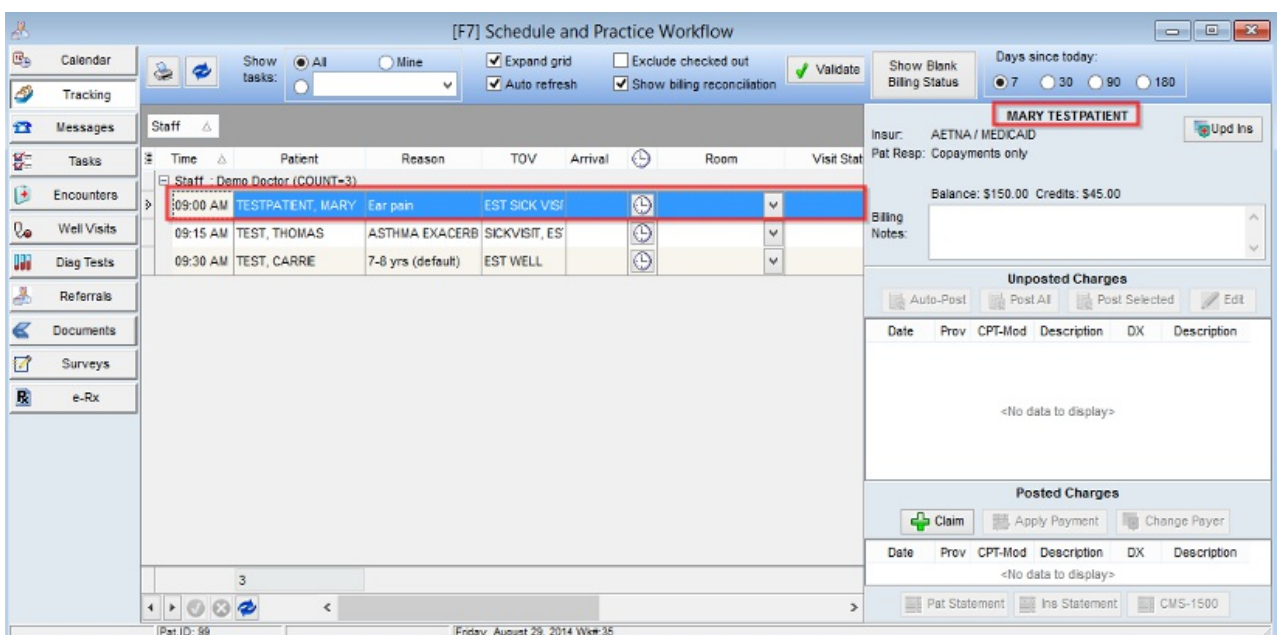 [F7] Schedule and Practice Workflow
Calendar
Tracking
Messages
Tasks
Encounters
Well Visits
Diag Tests
Referrals
Documents
Surveys
e-Rx
Show tasks: All Mine
Expand grid Exclude checked out
Auto refresh Show billing reconciliation
Validate
Show Blank Billing Status
Days since today:
7 30 90 180
Staff
Time Patient Reason TOV Arrival Room Visit Stat
Staff : Demo Doctor (COUNT=3)
09:00 AM TESTPATIENT, MARY Ear pain EST SICK VISI
09:15 AM TEST, THOMAS ASTHMA EXACERB SICKVISIT, ES
09:30 AM TEST, CARRIE 7-8 yrs (default) EST WELL
3
MARY TESTPATIENT
Upd Ins
Insur: AETNA / MEDICAID
Pat Resp: Copayments only
Balance: $150.00 Credits: $45.00
Billing Notes:
Unposted Charges
Auto-Post Post All Post Selected Edit
Date Prov CPT-Mod Description DX Description
<No data to display>
Posted Charges
Claim Apply Payment Change Payer
Date Prov CPT-Mod Description DX Description
<No data to display>
Pat Statement Ins Statement CMS-1500
Pat ID: 99 Friday, August 29, 2014 Wk#:35